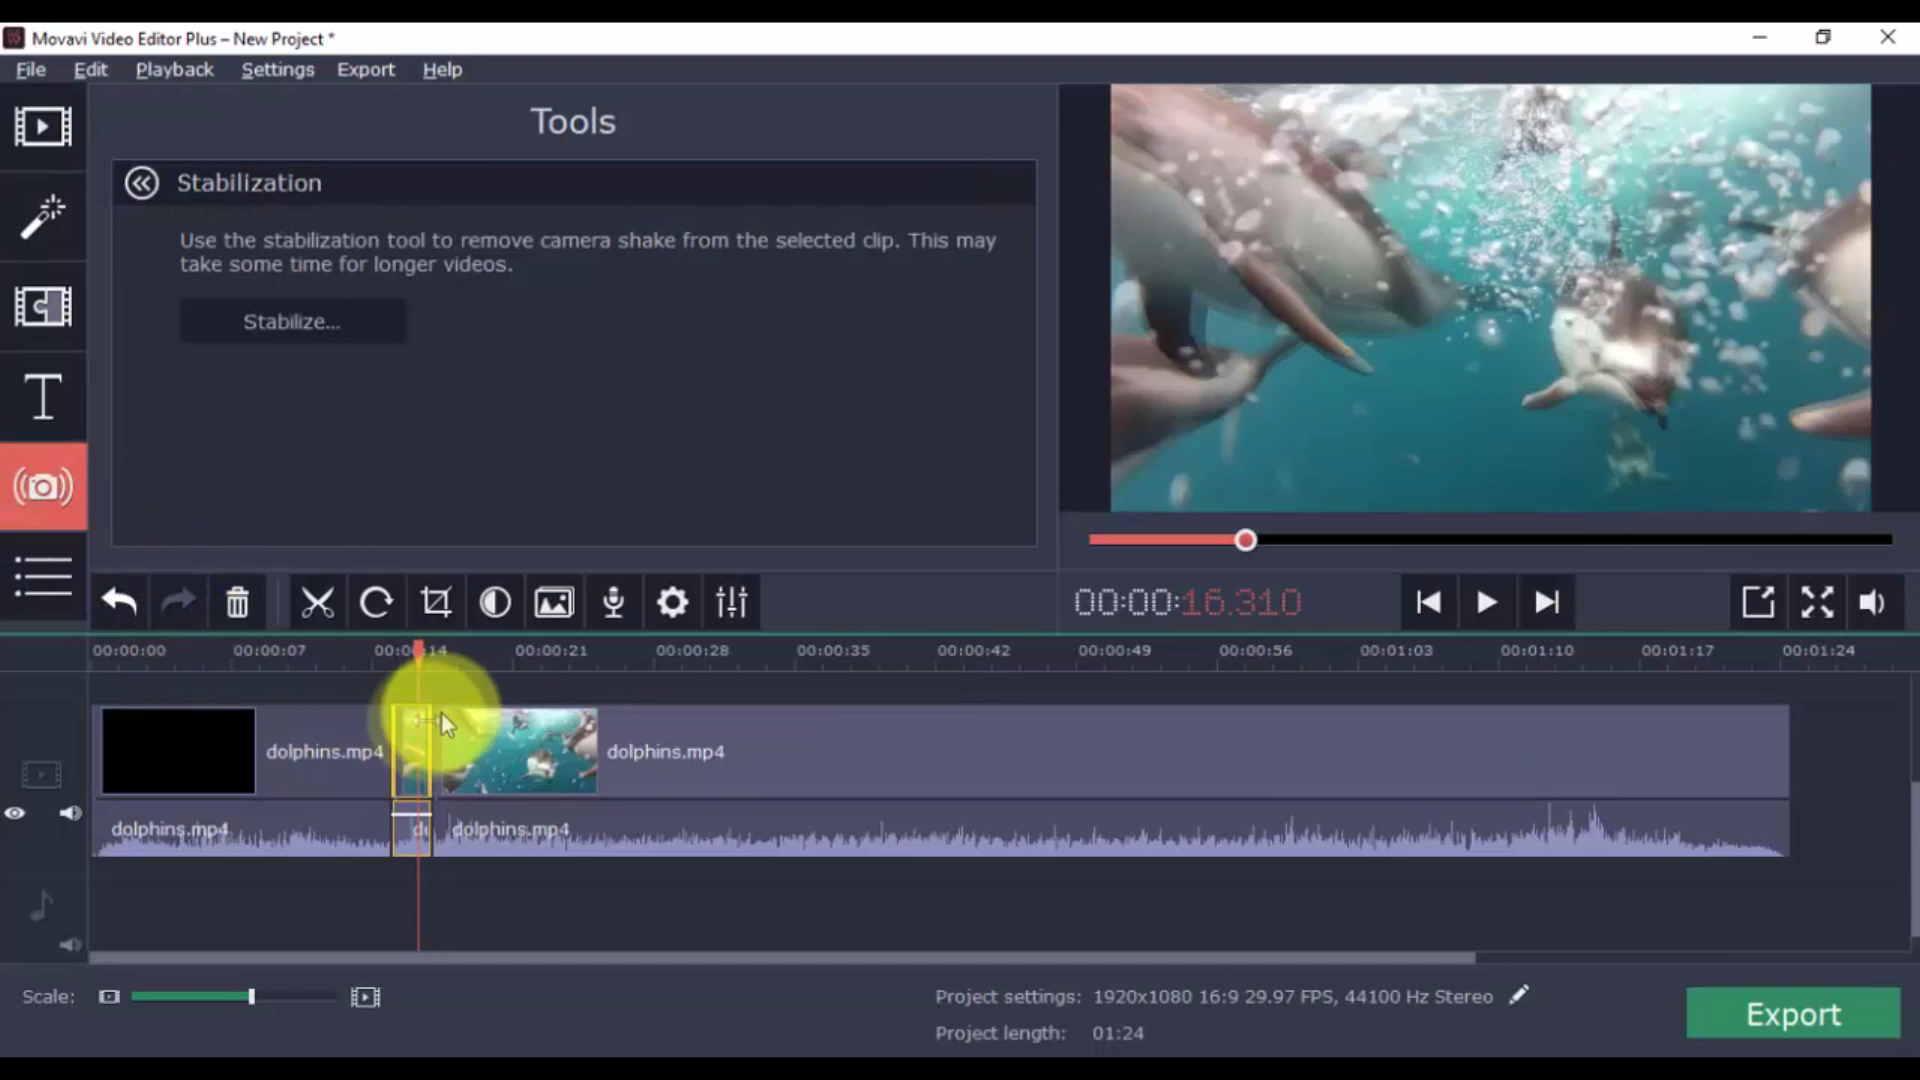 Movavi Video Editor Plus – New Project *
File Edit Playback Settings Export Help
Tools
Stabilization
Use the stabilization tool to remove camera shake from the selected clip. This may
take some time for longer videos.
Stabilize...
00:00:16.310
00:00:00 00:00:07 00:00:14 00:00:21 00:00:28 00:00:35 00:00:42 00:00:49 00:00:56 00:01:03 00:01:10 00:01:17 00:01:24
dolphins.mp4 dolphins.mp4
dolphins.mp4 dolphins.mp4
Scale:
Project settings: 1920x1080 16:9 29.97 FPS, 44100 Hz Stereo
Project length: 01:24
Export